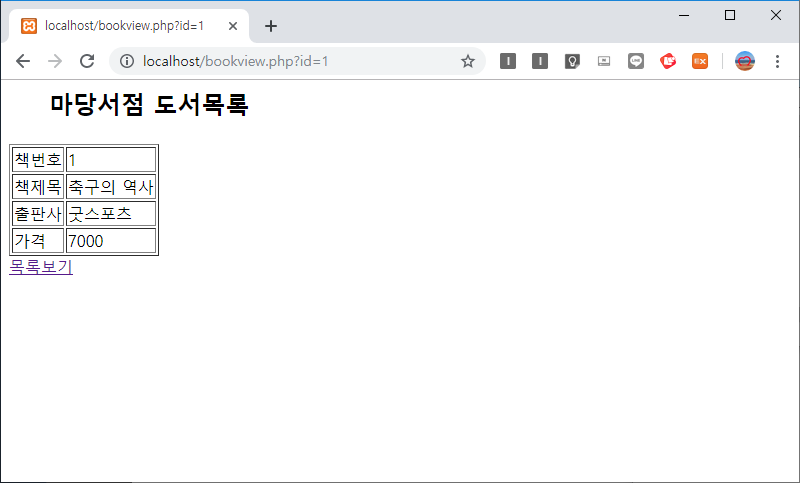 localhost/bookview.php?id=1
localhost/bookview.php?id=1
마당서점 도서목록
책번호 1
책제목 축구의 역사
출판사 굿스포츠
가격 7000
목록보기